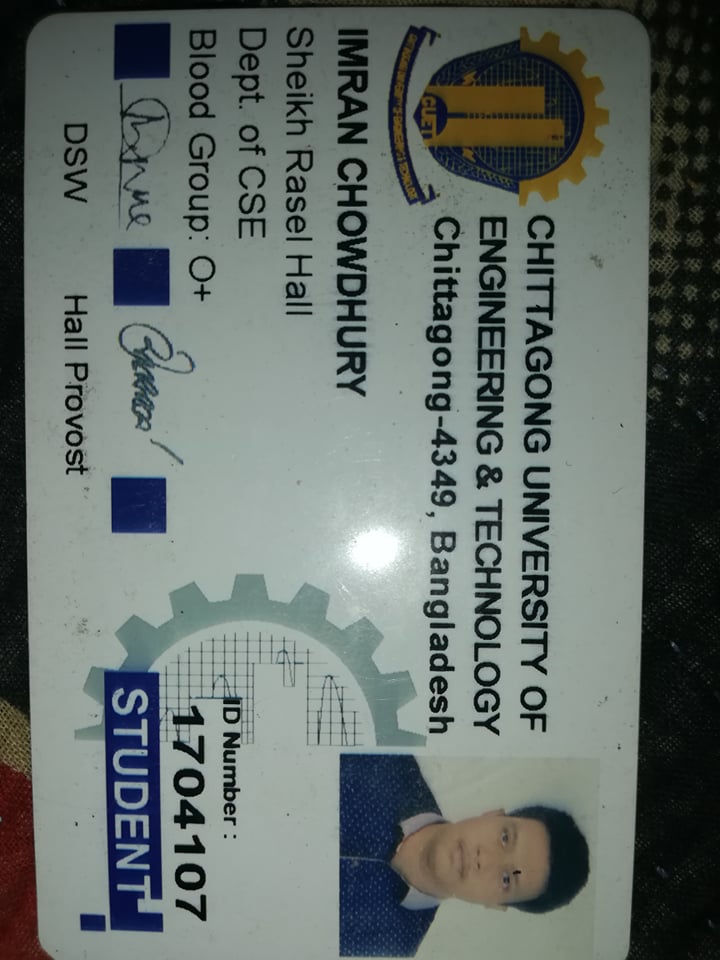 CHITTAGONG UNIVERSITY OF
ENGINEERING & TECHNOLOGY
Chittagong-4349, Bangladesh
CUET
IMRAN CHOWDHURY
Sheikh Rasel Hall
Dept. of CSE
Blood Group: O+
ID Number :
1704107
STUDENT
DSW
Hall Provost